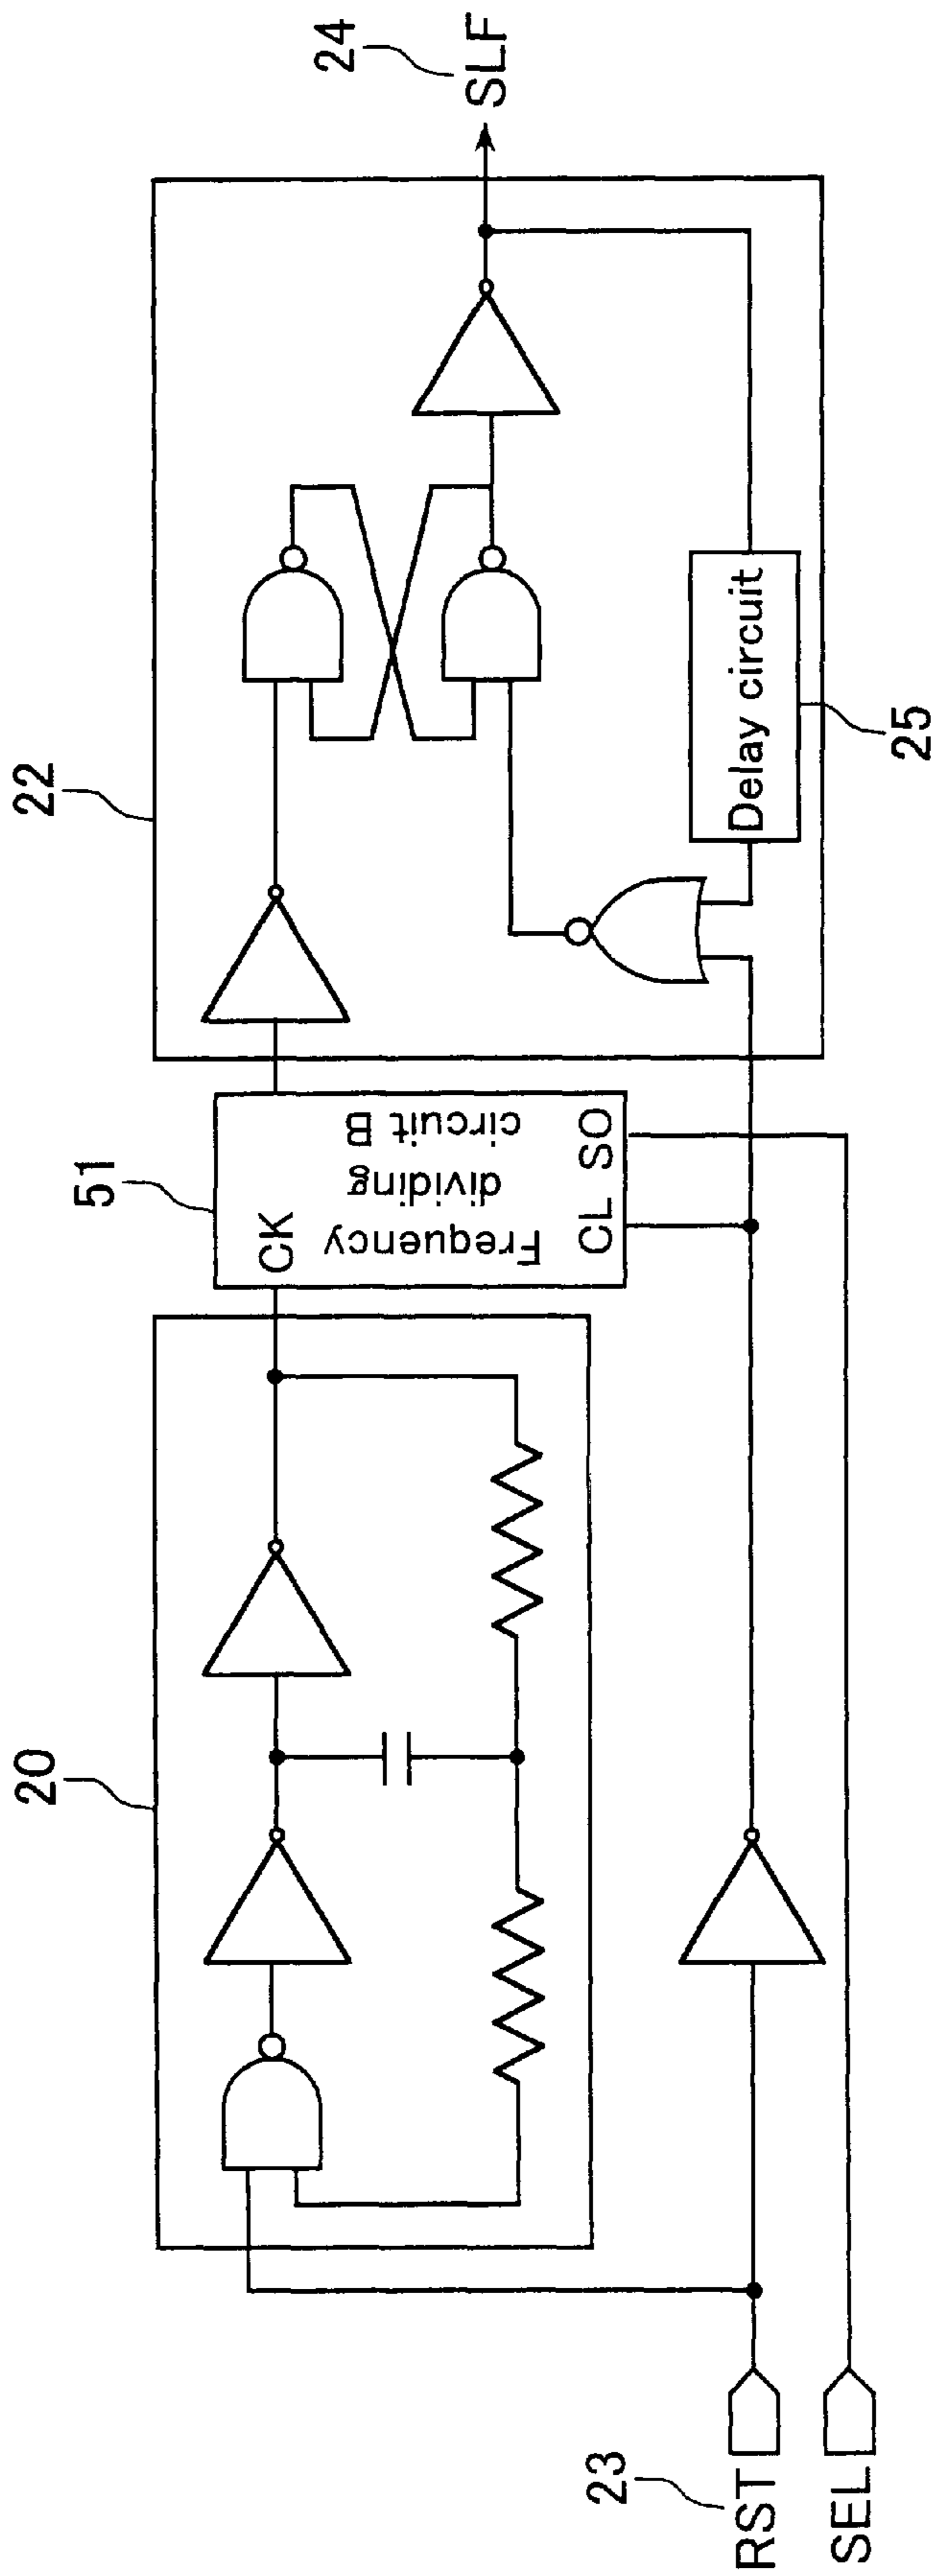 20
51
22
24
SLF
CK
Frequency
dividing
circuit B
CL SO
Delay circuit
25
23
RST
SEL